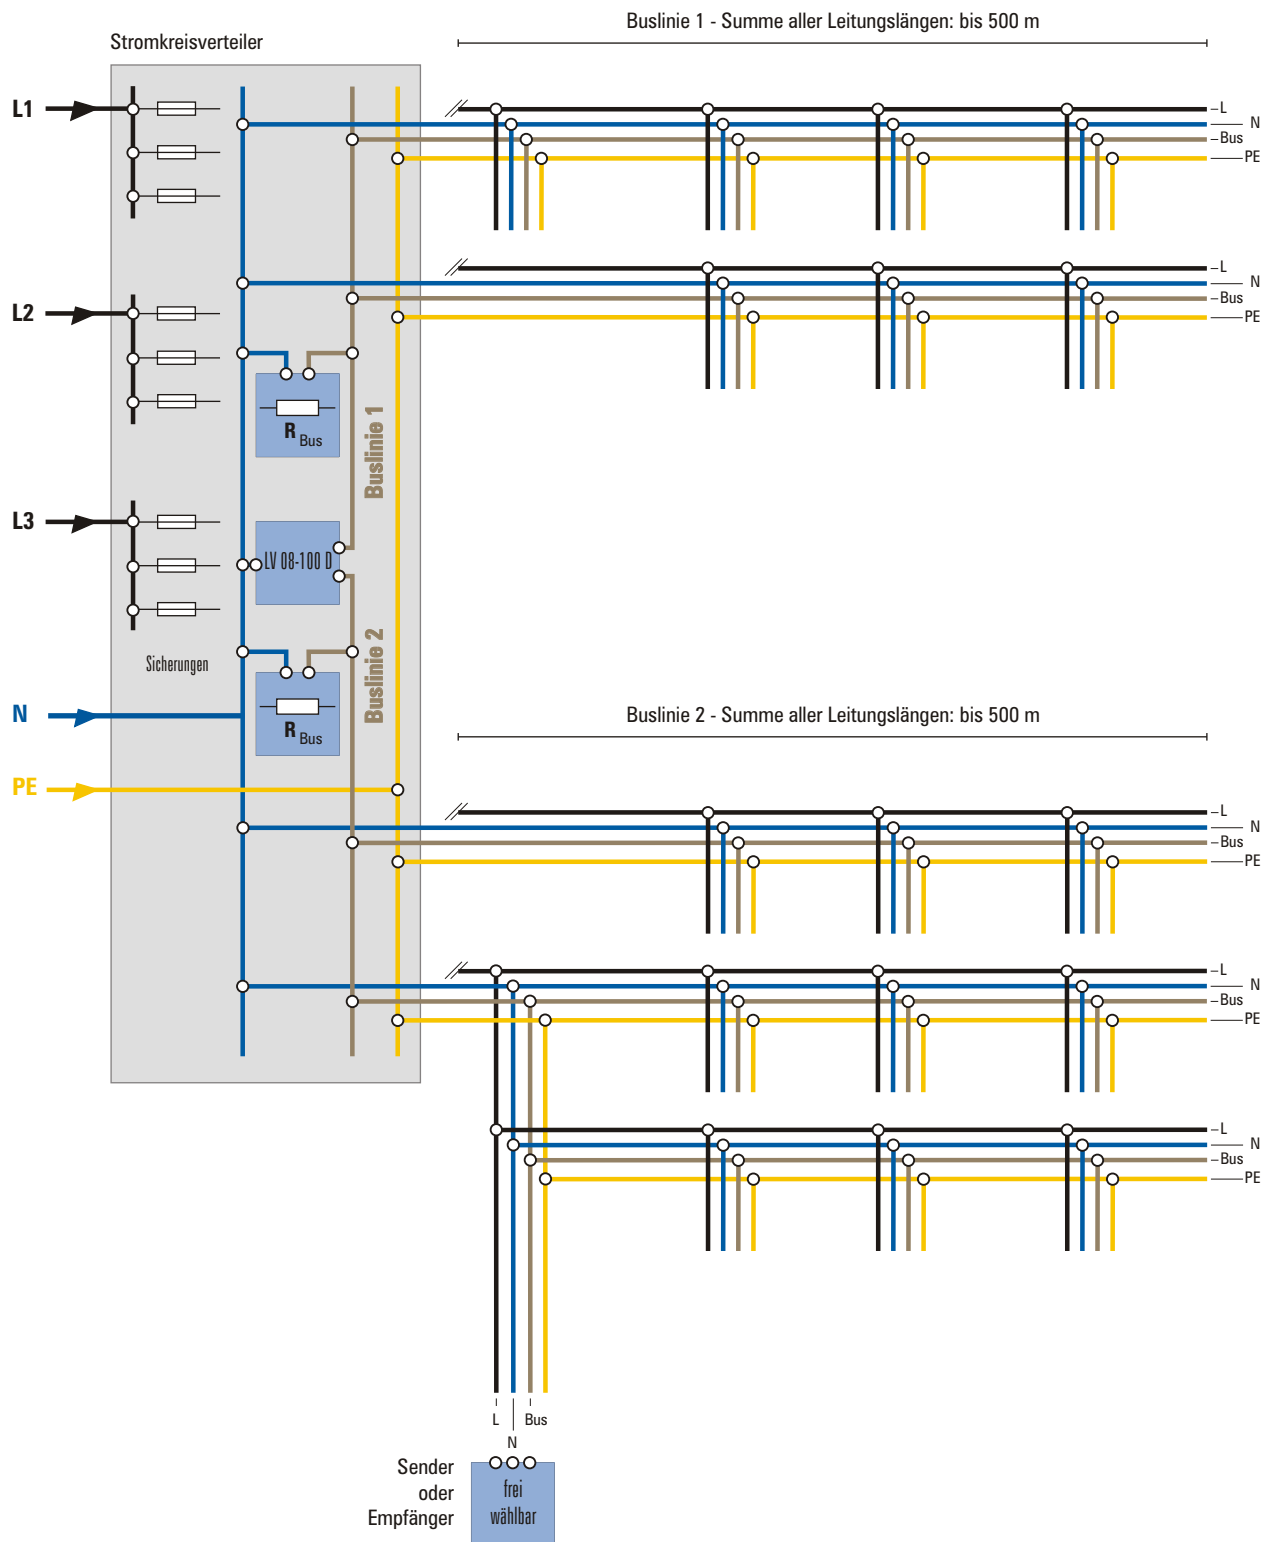 Buslinie 1 - Summe aller Leitungslängen: bis 500 m
Stromkreisverteiler
L1
L
N
Bus
PE
L2
L
N
Bus
PE
R Bus
Buslinie 1
L3
LV 08-100 D
Buslinie 2
Sicherungen
N
R Bus
Buslinie 2 - Summe aller Leitungslängen: bis 500 m
PE
L
N
Bus
PE
L
N
Bus
PE
L
N
Bus
PE
L
Bus
N
Sender
oder
Empfänger
frei
wählbar